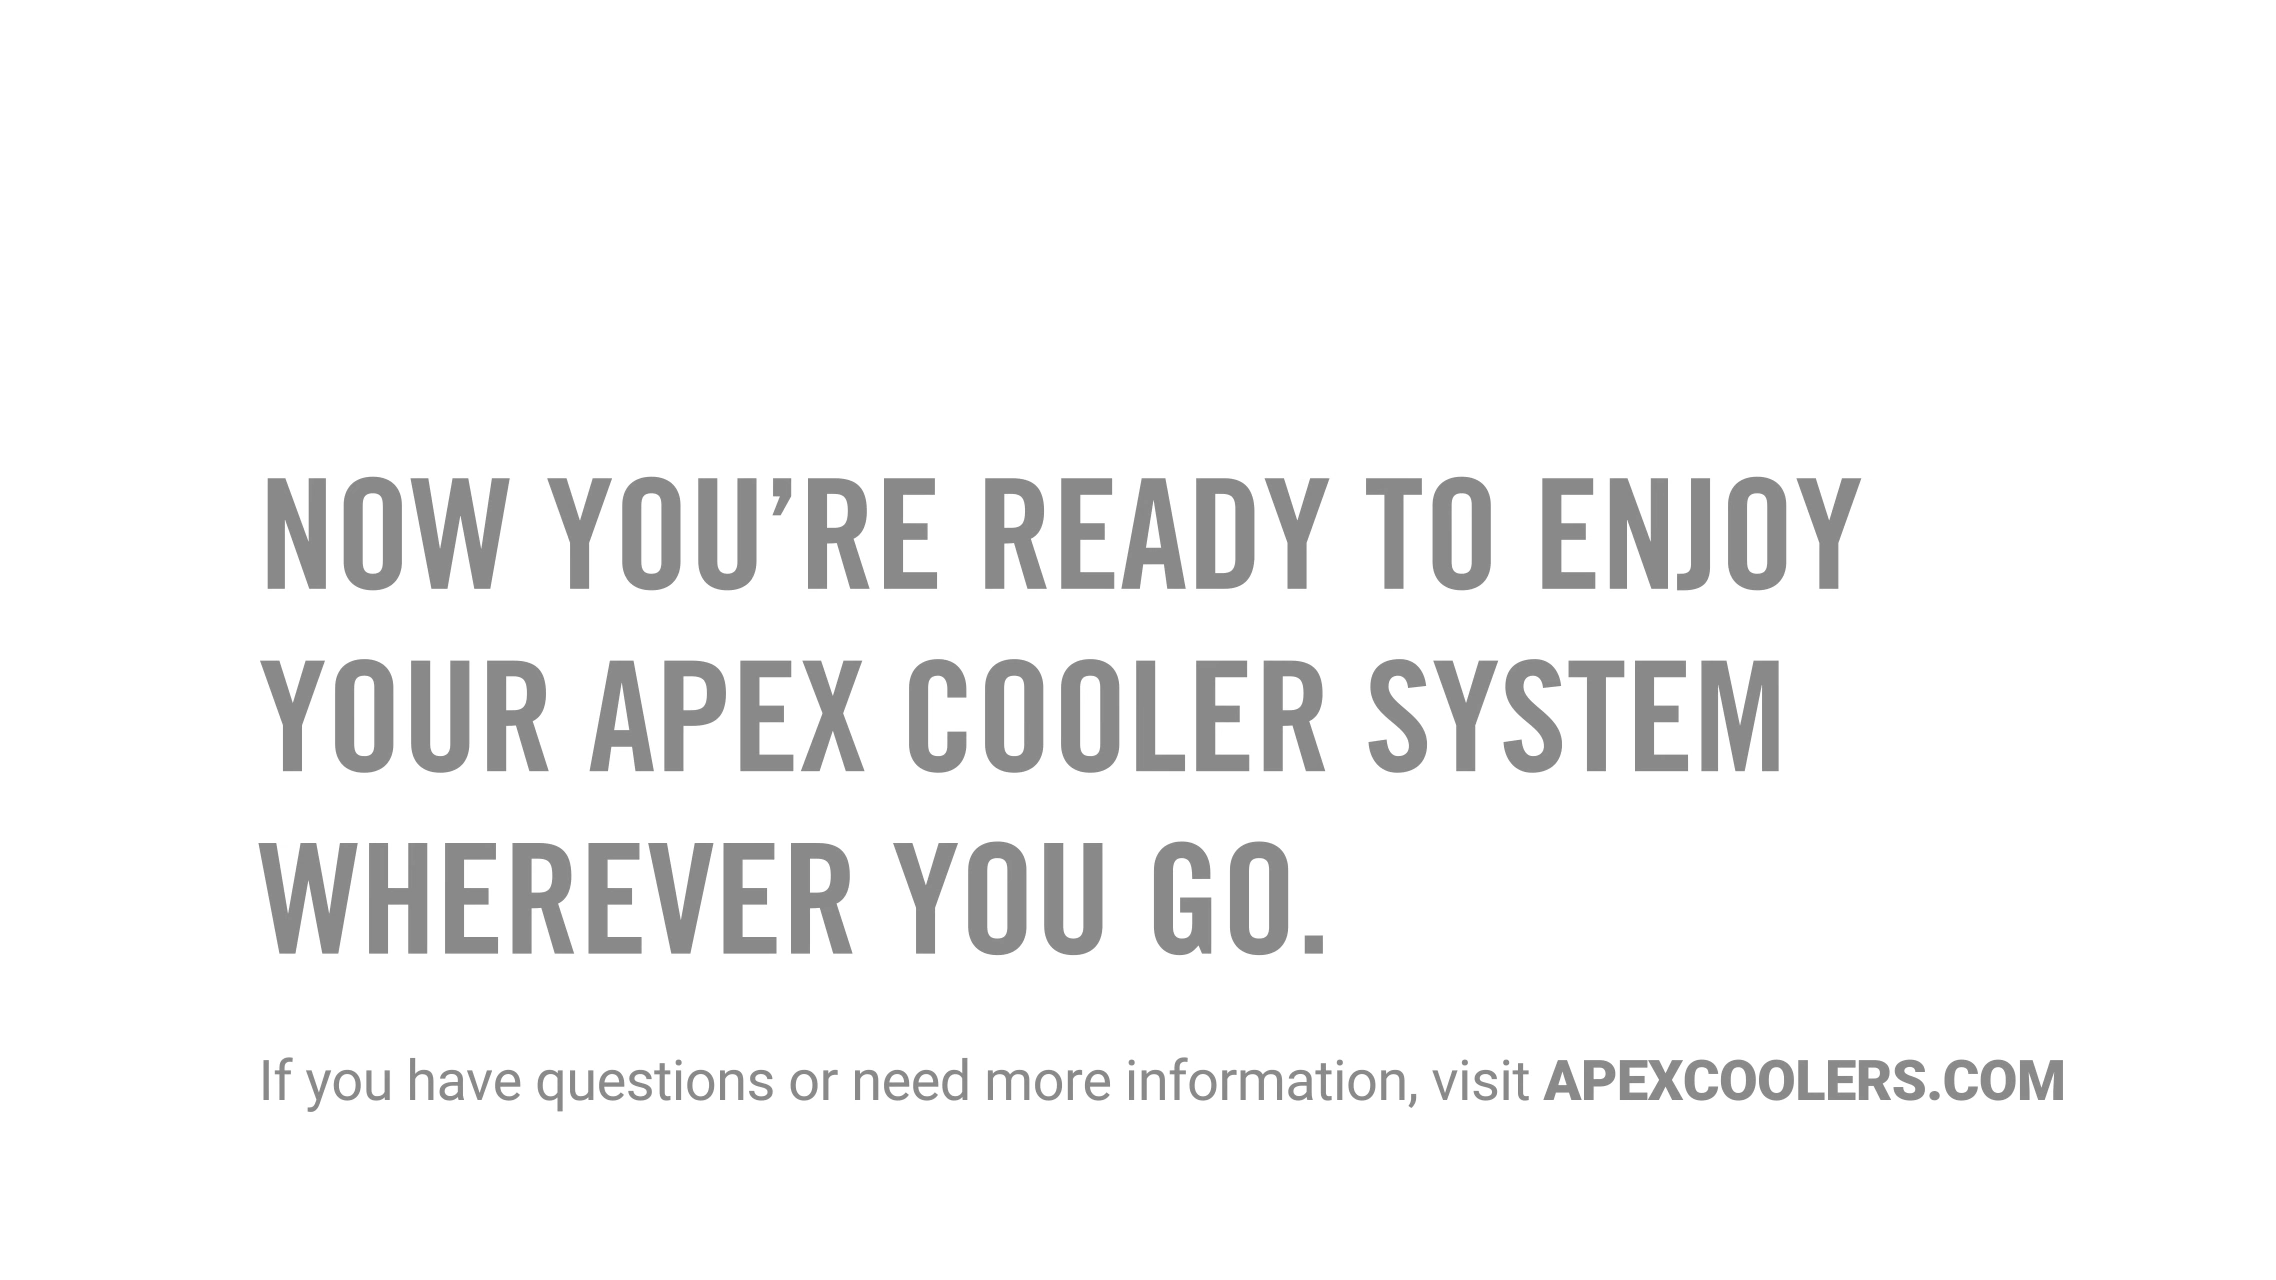 NOW YOU’RE READY TO ENJOY
YOUR APEX COOLER SYSTEM
WHEREVER YOU GO.
If you have questions or need more information, visit APEXCOOLERS.COM